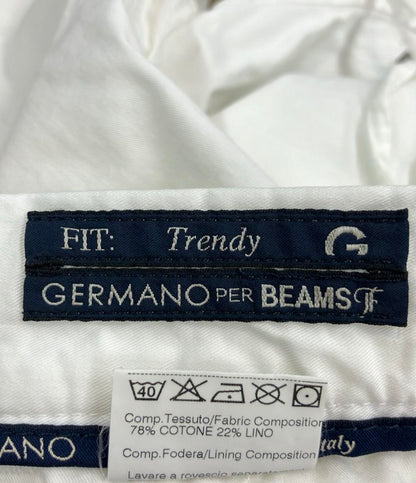 FIT: Trendy G
GERMANO PER BEAMS F
40
Comp.Tessuto/Fabric Composition
78% COTONE 22% LINO
Comp.Fodera/Lining Composition
Lavare a rovescio separat
MANO
Italy